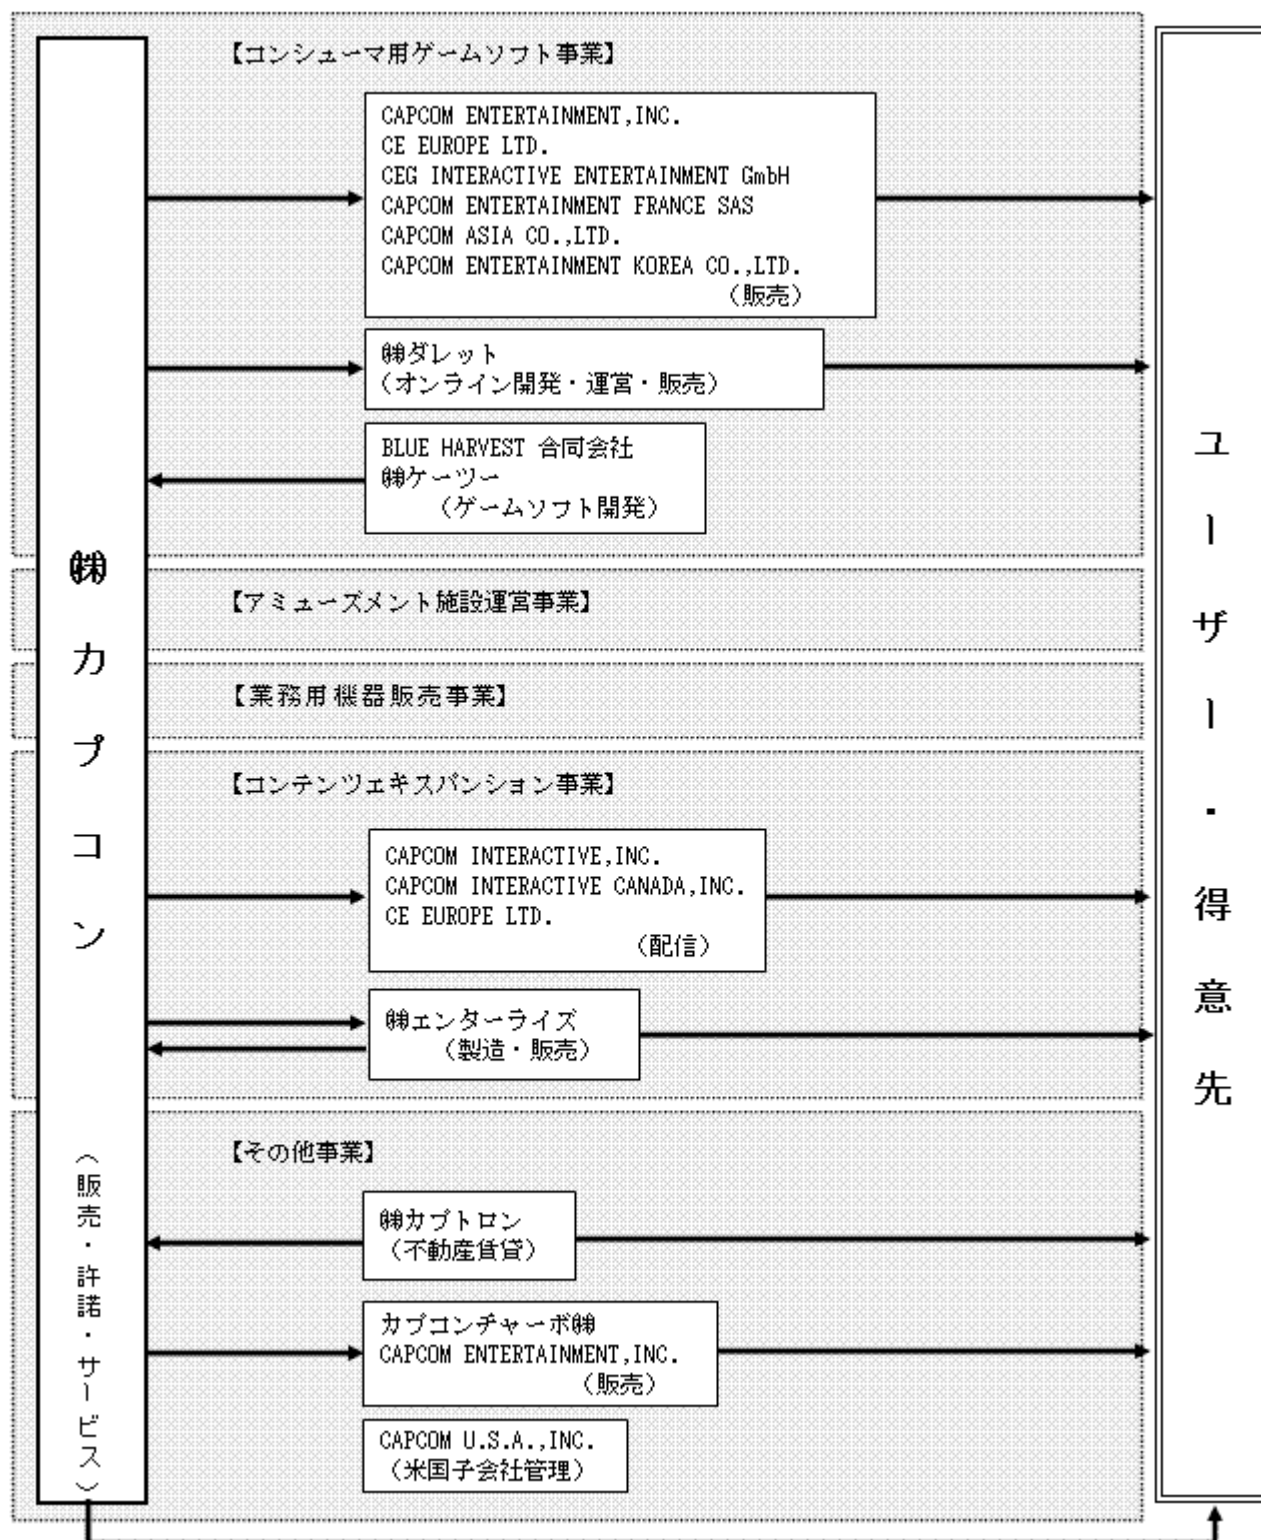 【コンシューマ用ゲームソフト事業】
CAPCOM ENTERTAINMENT,INC.
CE EUROPE LTD.
CEG INTERACTIVE ENTERTAINMENT GmbH
CAPCOM ENTERTAINMENT FRANCE SAS
CAPCOM ASIA CO.,LTD.
CAPCOM ENTERTAINMENT KOREA CO.,LTD.
（販売）
㈱ダレット
（オンライン開発・運営・販売）
BLUE HARVEST 合同会社
㈱ケーツー
（ゲームソフト開発）
【アミューズメント施設運営事業】
【業務用機器販売事業】
【コンテンツエキスパンション事業】
CAPCOM INTERACTIVE,INC.
CAPCOM INTERACTIVE CANADA,INC.
CE EUROPE LTD.
（配信）
㈱エンターライズ
（製造・販売）
【その他事業】
㈱カプトロン
（不動産賃貸）
カプコンチャーボ㈱
CAPCOM ENTERTAINMENT,INC.
（販売）
CAPCOM U.S.A.,INC.
（米国子会社管理）
㈱カプコン
（販売・許諾・サービス）
ユーザー・得意先